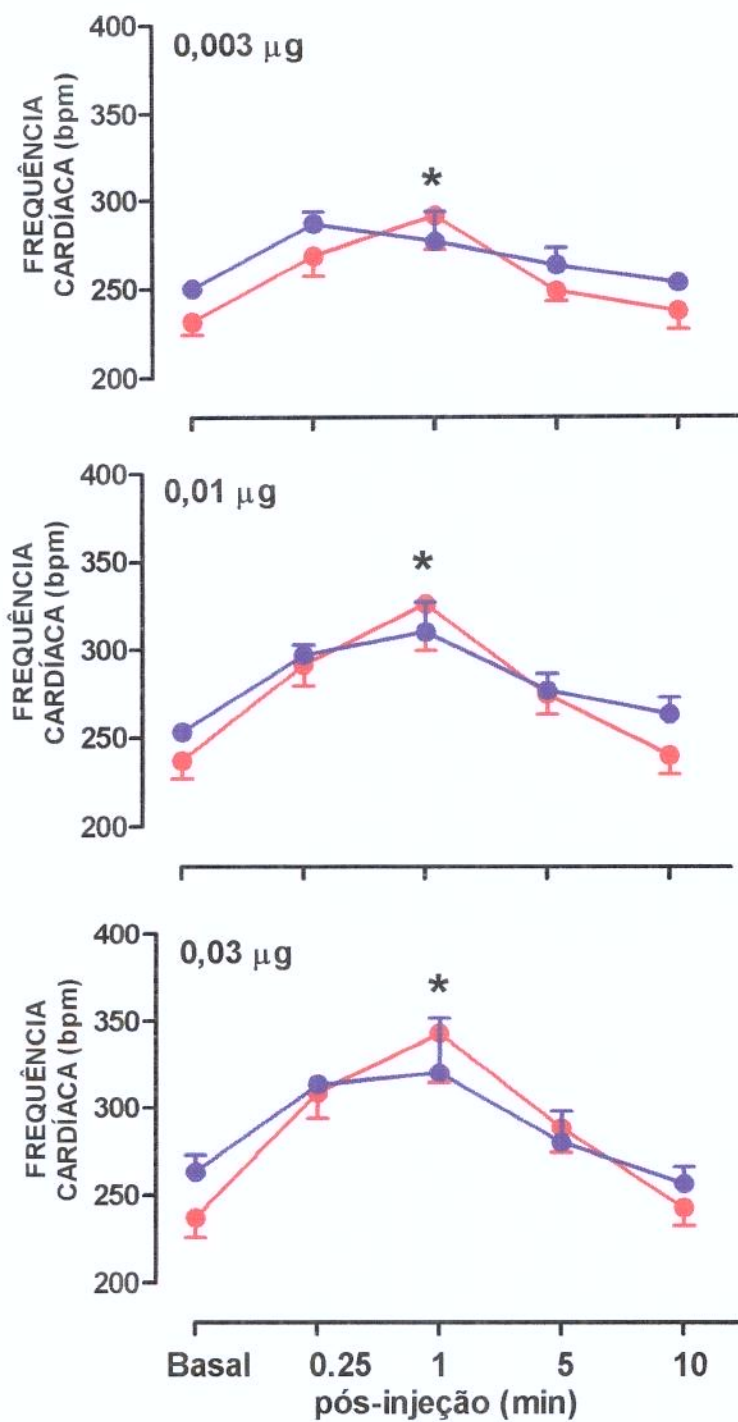 400
0,003 μg
350
300
250
200
FREQUÊNCIA
CARDÍACA (bpm)
*
400
0,01 μg
350
300
250
200
FREQUÊNCIA
CARDÍACA (bpm)
*
400
0,03 μg
350
300
250
200
FREQUÊNCIA
CARDÍACA (bpm)
*
Basal 0.25 1 5 10
pós-injeção (min)